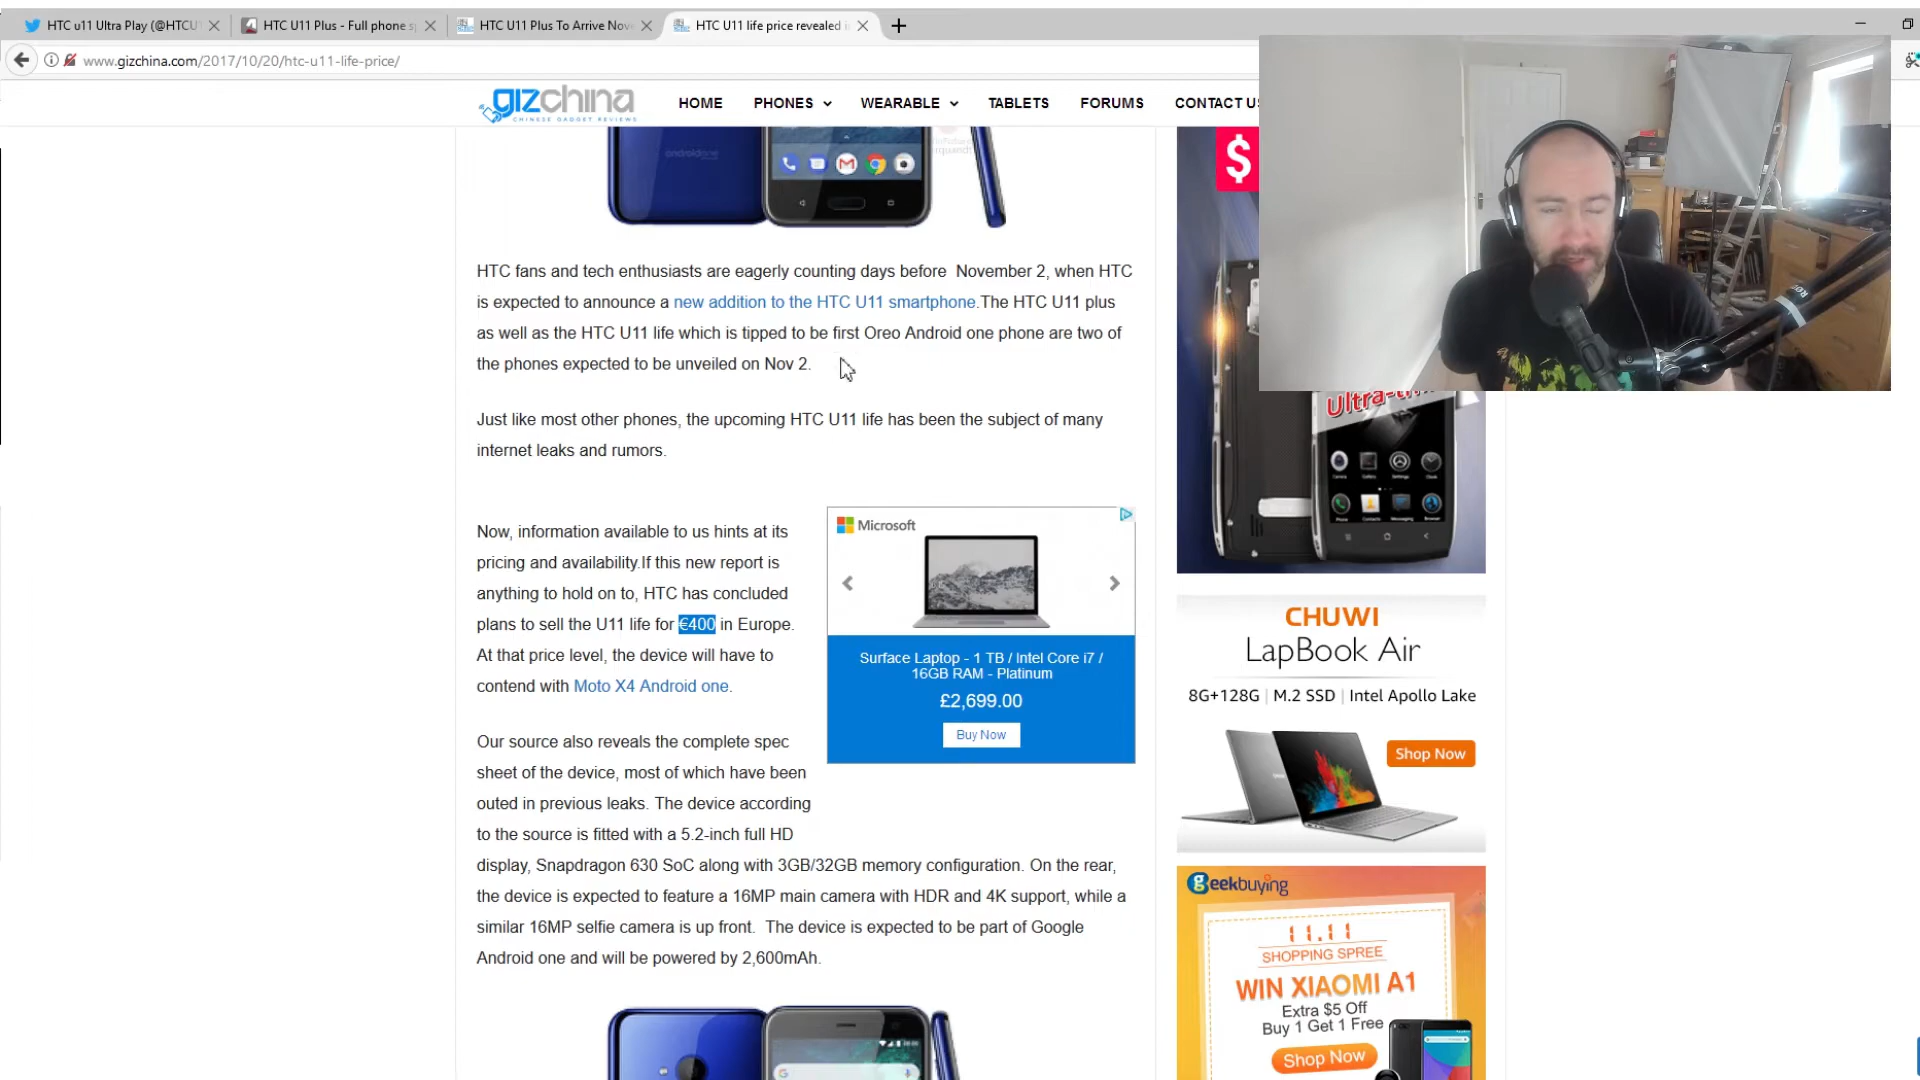 HTC u11 Ultra Play (@HTCU
HTC U11 Plus - Full phone s
HTC U11 Plus To Arrive Nov
HTC U11 life price revealed i
www.gizchina.com/2017/10/20/htc-u11-life-price/
gizchina
CHINESE GADGET REVIEWS
HOME
PHONES
WEARABLE
TABLETS
FORUMS
CONTACT US
androidone
$
HTC fans and tech enthusiasts are eagerly counting days before November 2, when HTC
is expected to announce a new addition to the HTC U11 smartphone.The HTC U11 plus
as well as the HTC U11 life which is tipped to be first Oreo Android one phone are two of
the phones expected to be unveiled on Nov 2.
Just like most other phones, the upcoming HTC U11 life has been the subject of many
internet leaks and rumors.
Now, information available to us hints at its
pricing and availability.If this new report is
anything to hold on to, HTC has concluded
plans to sell the U11 life for €400 in Europe.
At that price level, the device will have to
contend with Moto X4 Android one.
Microsoft
Surface Laptop - 1 TB / Intel Core i7 /
16GB RAM - Platinum
£2,699.00
Buy Now
Our source also reveals the complete spec
sheet of the device, most of which have been
outed in previous leaks. The device according
to the source is fitted with a 5.2-inch full HD
display, Snapdragon 630 SoC along with 3GB/32GB memory configuration. On the rear,
the device is expected to feature a 16MP main camera with HDR and 4K support, while a
similar 16MP selfie camera is up front. The device is expected to be part of Google
Android one and will be powered by 2,600mAh.
CHUWI
LapBook Air
8G+128G | M.2 SSD | Intel Apollo Lake
Shop Now
geekbuying
11.11
SHOPPING SPREE
WIN XIAOMI A1
Extra $5 Off
Buy 1 Get 1 Free
Shop Now